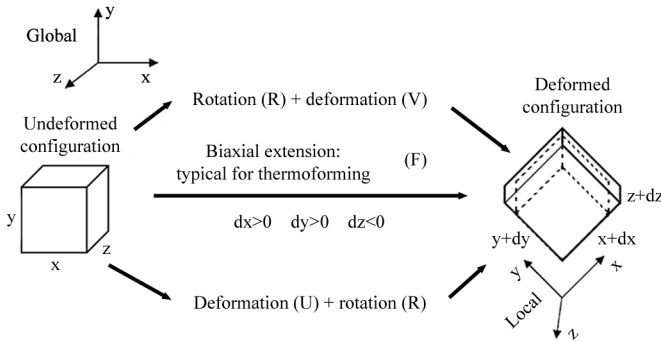 y
Global
z
x
Rotation (R) + deformation (V)
Deformed
configuration
Undeformed
configuration
Biaxial extension:
typical for thermoforming
(F)
dx>0 dy>0 dz<0
y
x
z
z+dz
y+dy
x+dx
Deformation (U) + rotation (R)
y
x
Local
z